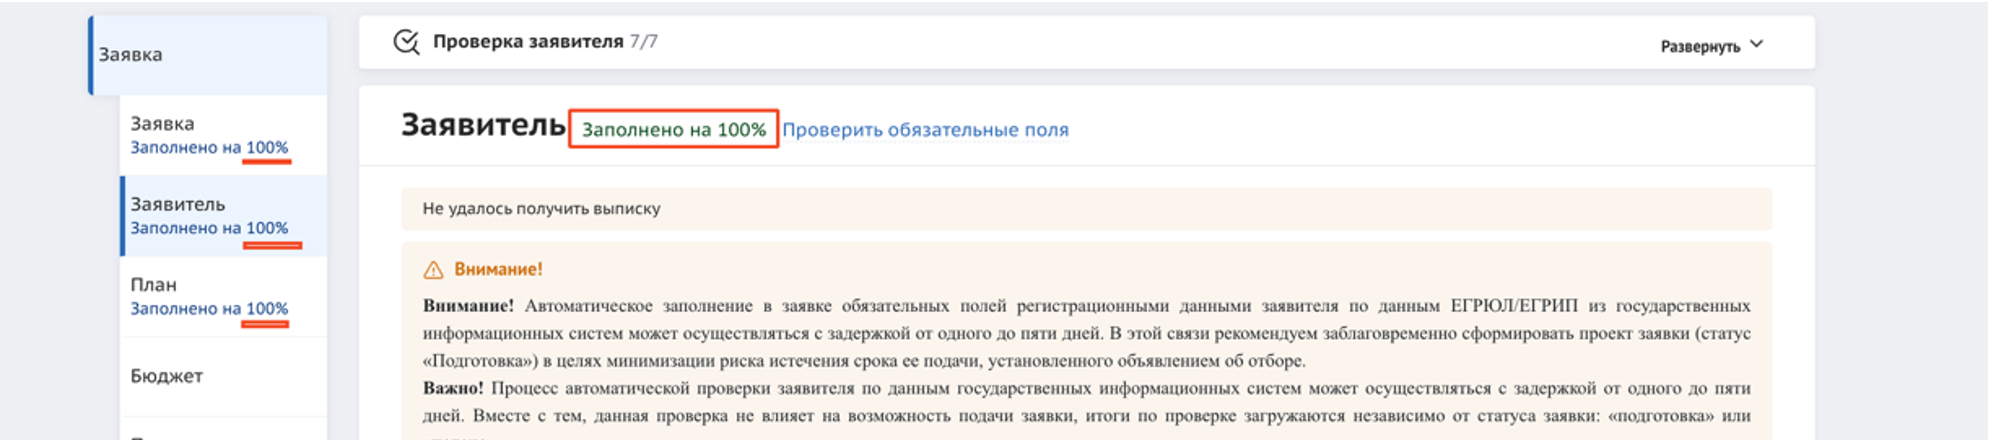 Заявка
Заявка
Заполнено на 100%
Заявитель
Заполнено на 100%
План
Заполнено на 100%
Бюджет
Проверка заявителя 7/7
Развернуть
Заявитель Заполнено на 100% Проверить обязательные поля
Не удалось получить выписку
Внимание!
Внимание! Автоматическое заполнение в заявке обязательных полей регистрационными данными заявителя по данным ЕГРЮЛ/ЕГРИП из государственных
информационных систем может осуществляться с задержкой от одного до пяти дней. В этой связи рекомендуем заблаговременно сформировать проект заявки (статус
«Подготовка») в целях минимизации риска истечения срока ее подачи, установленного объявлением об отборе.
Важно! Процесс автоматической проверки заявителя по данным государственных информационных систем может осуществляться с задержкой от одного до пяти
дней. Вместе с тем, данная проверка не влияет на возможность подачи заявки, итоги по проверке загружаются независимо от статуса заявки: «подготовка» или